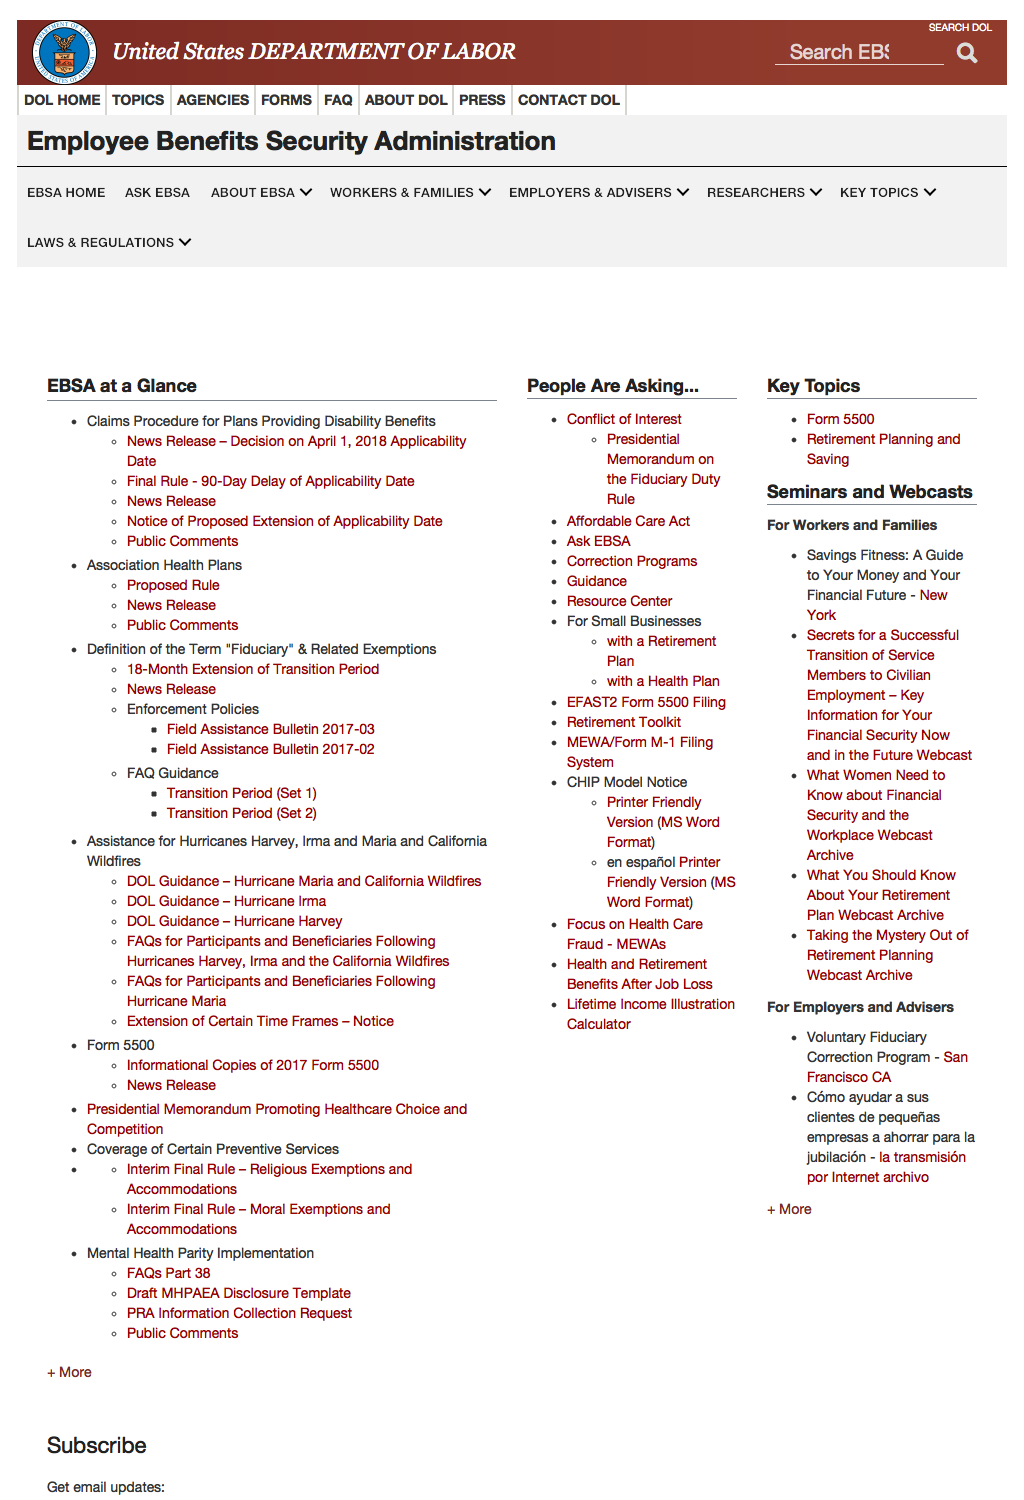 SEARCH DOL
United States DEPARTMENT OF LABOR
Search EBS
DOL HOME
TOPICS
AGENCIES
FORMS
FAQ
ABOUT DOL
PRESS
CONTACT DOL
Employee Benefits Security Administration
EBSA HOME
ASK EBSA
ABOUT EBSA
WORKERS & FAMILIES
EMPLOYERS & ADVISERS
RESEARCHERS
KEY TOPICS
LAWS & REGULATIONS
EBSA at a Glance
Claims Procedure for Plans Providing Disability Benefits
News Release – Decision on April 1, 2018 Applicability
Date
Final Rule - 90-Day Delay of Applicability Date
News Release
Notice of Proposed Extension of Applicability Date
Public Comments
Association Health Plans
Proposed Rule
News Release
Public Comments
Definition of the Term "Fiduciary" & Related Exemptions
18-Month Extension of Transition Period
News Release
Enforcement Policies
Field Assistance Bulletin 2017-03
Field Assistance Bulletin 2017-02
FAQ Guidance
Transition Period (Set 1)
Transition Period (Set 2)
Assistance for Hurricanes Harvey, Irma and Maria and California
Wildfires
DOL Guidance – Hurricane Maria and California Wildfires
DOL Guidance – Hurricane Irma
DOL Guidance – Hurricane Harvey
FAQs for Participants and Beneficiaries Following
Hurricanes Harvey, Irma and the California Wildfires
FAQs for Participants and Beneficiaries Following
Hurricane Maria
Extension of Certain Time Frames – Notice
Form 5500
Informational Copies of 2017 Form 5500
News Release
Presidential Memorandum Promoting Healthcare Choice and
Competition
Coverage of Certain Preventive Services
Interim Final Rule – Religious Exemptions and
Accommodations
Interim Final Rule – Moral Exemptions and
Accommodations
Mental Health Parity Implementation
FAQs Part 38
Draft MHPAEA Disclosure Template
PRA Information Collection Request
Public Comments
+ More
People Are Asking...
Conflict of Interest
Presidential
Memorandum on
the Fiduciary Duty
Rule
Affordable Care Act
Ask EBSA
Correction Programs
Guidance
Resource Center
For Small Businesses
with a Retirement
Plan
with a Health Plan
EFAST2 Form 5500 Filing
Retirement Toolkit
MEWA/Form M-1 Filing
System
CHIP Model Notice
Printer Friendly
Version (MS Word
Format)
en español Printer
Friendly Version (MS
Word Format)
Focus on Health Care
Fraud - MEWAs
Health and Retirement
Benefits After Job Loss
Lifetime Income Illustration
Calculator
Key Topics
Form 5500
Retirement Planning and
Saving
Seminars and Webcasts
For Workers and Families
Savings Fitness: A Guide
to Your Money and Your
Financial Future - New
York
Secrets for a Successful
Transition of Service
Members to Civilian
Employment – Key
Information for Your
Financial Security Now
and in the Future Webcast
What Women Need to
Know about Financial
Security and the
Workplace Webcast
Archive
What You Should Know
About Your Retirement
Plan Webcast Archive
Taking the Mystery Out of
Retirement Planning
Webcast Archive
For Employers and Advisers
Voluntary Fiduciary
Correction Program - San
Francisco CA
Cómo ayudar a sus
clientes de pequeñas
empresas a ahorrar para la
jubilación - la transmisión
por Internet archivo
+ More
Subscribe
Get email updates: